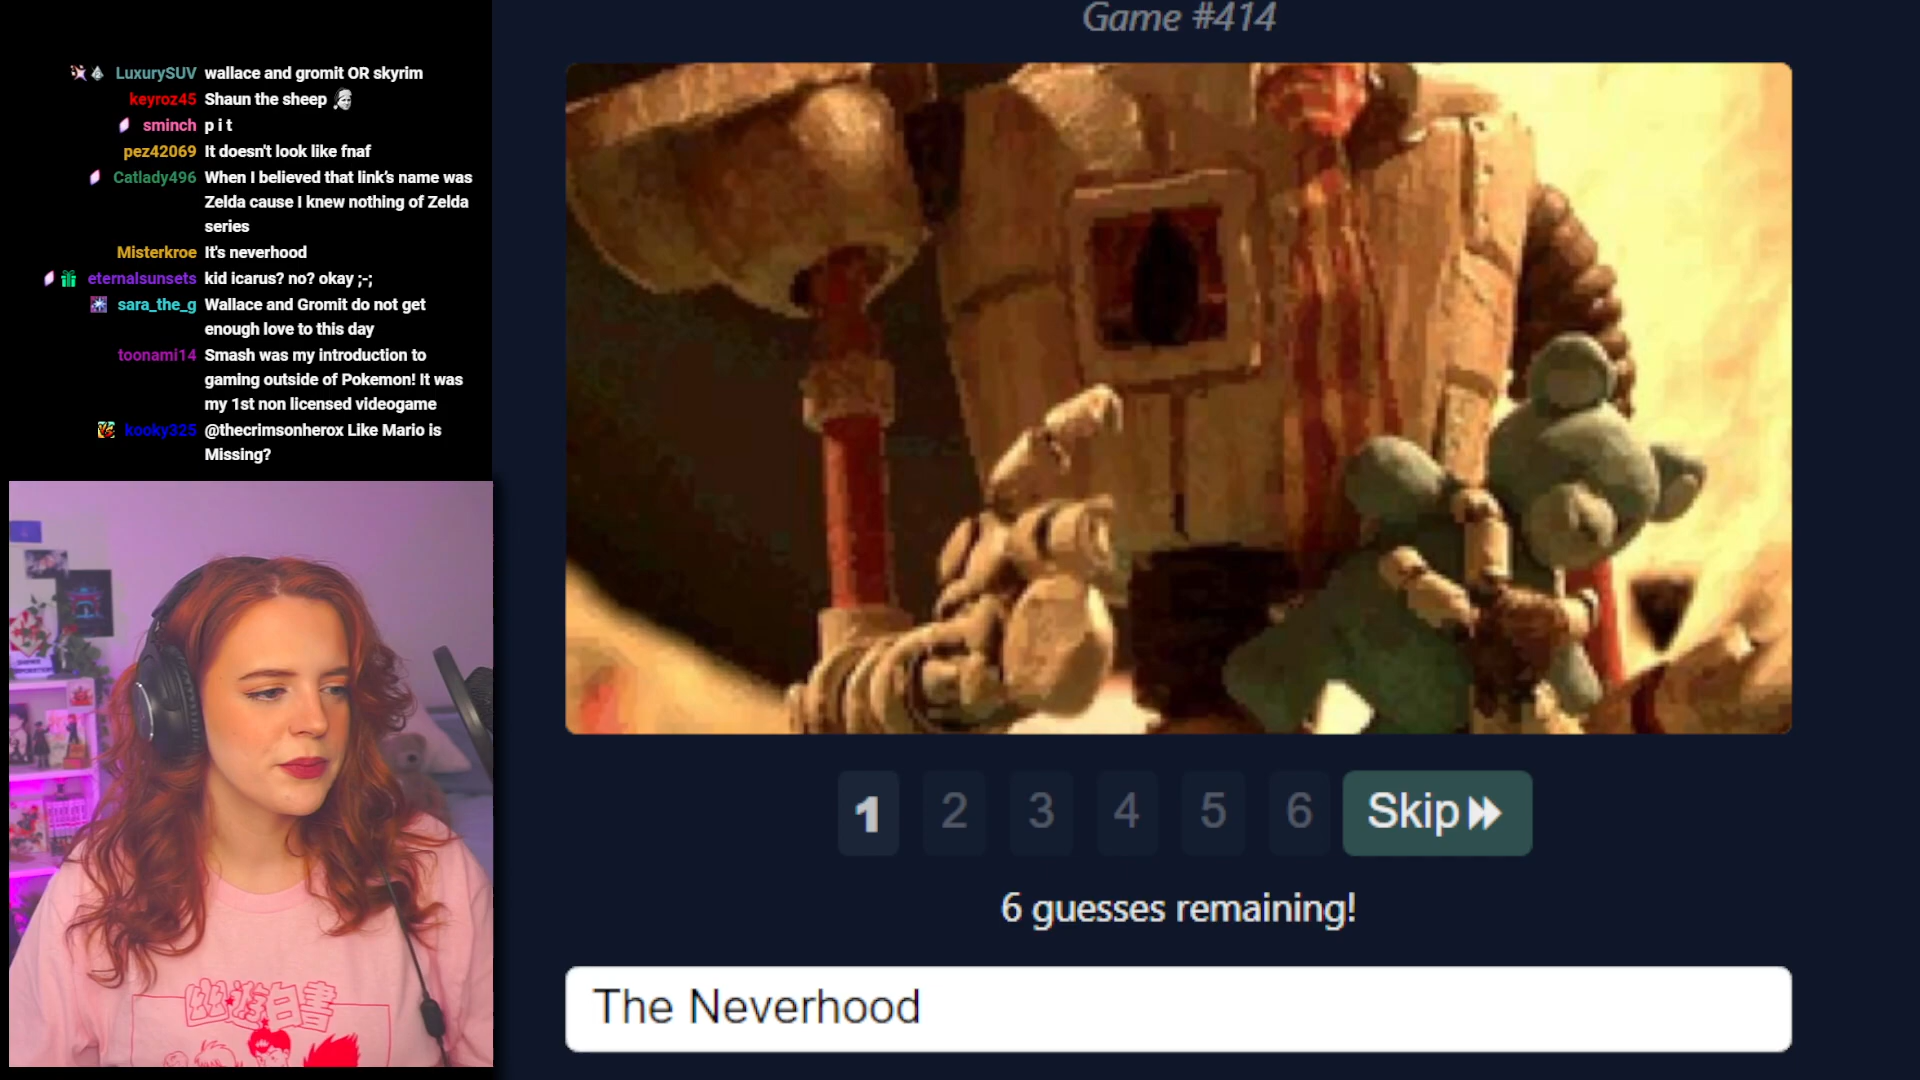 LuxurySUV wallace and gromit OR skyrim
keyroz45 Shaun the sheep
sminch p i t
pez42069 It doesn't look like fnaf
Catlady496 When I believed that link's name was
Zelda cause I knew nothing of Zelda
series
Misterkroe It's neverhood
eternalsunsets kid icarus? no? okay ;-;
sara_the_g Wallace and Gromit do not get
enough love to this day
toonami14 Smash was my introduction to
gaming outside of Pokemon! It was
my 1st non licensed videogame
kooky325 @thecrimsonherox Like Mario is
Missing?
Game #414
1 2 3 4 5 6 Skip
6 guesses remaining!
The Neverhood
幽遊白書